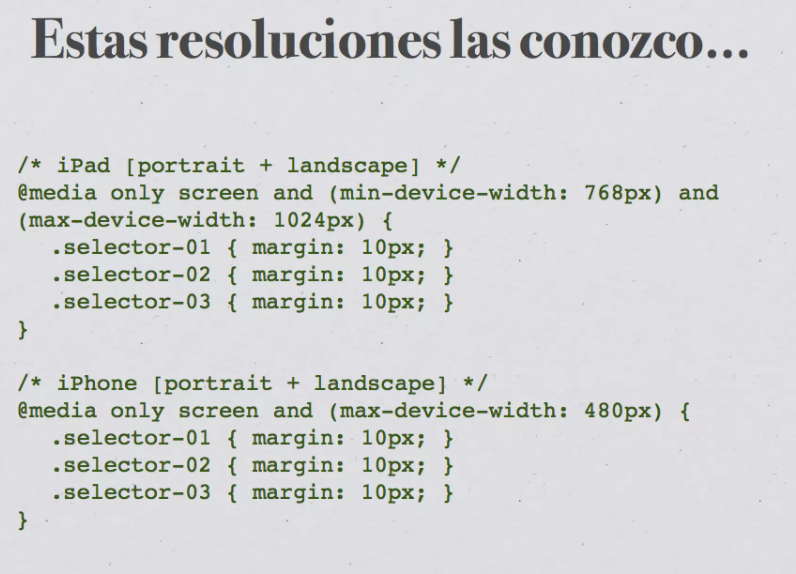 Estas resoluciones las conozco...
/* iPad [portrait + landscape] */
@media only screen and (min-device-width: 768px) and
(max-device-width: 1024px) {
.selector-01 { margin: 10px; }
.selector-02 { margin: 10px; }
.selector-03 { margin: 10px; }
}
/* iPhone [portrait + landscape] */
@media only screen and (max-device-width: 480px) {
.selector-01 { margin: 10px; }
.selector-02 { margin: 10px; }
.selector-03 { margin: 10px; }
}